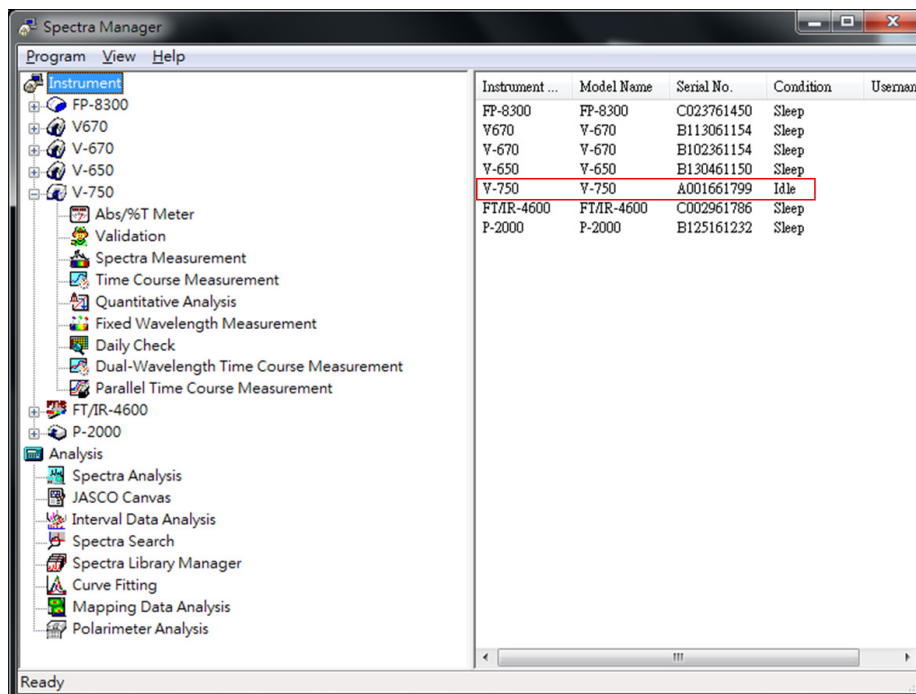 Spectra Manager
Program View Help
Instrument
FP-8300
V670
V-670
V-650
V-750
Abs/%T Meter
Validation
Spectra Measurement
Time Course Measurement
Quantitative Analysis
Fixed Wavelength Measurement
Daily Check
Dual-Wavelength Time Course Measurement
Parallel Time Course Measurement
FT/IR-4600
P-2000
Analysis
Spectra Analysis
JASCO Canvas
Interval Data Analysis
Spectra Search
Spectra Library Manager
Curve Fitting
Mapping Data Analysis
Polarimeter Analysis
Instrument ... Model Name Serial No. Condition Usernam
FP-8300 FP-8300 C023761450 Sleep
V670 V-670 B113061154 Sleep
V-670 V-670 B102361154 Sleep
V-650 V-650 B130461150 Sleep
V-750 V-750 A001661799 Idle
FT/IR-4600 FT/IR-4600 C002961786 Sleep
P-2000 P-2000 B125161232 Sleep
Ready